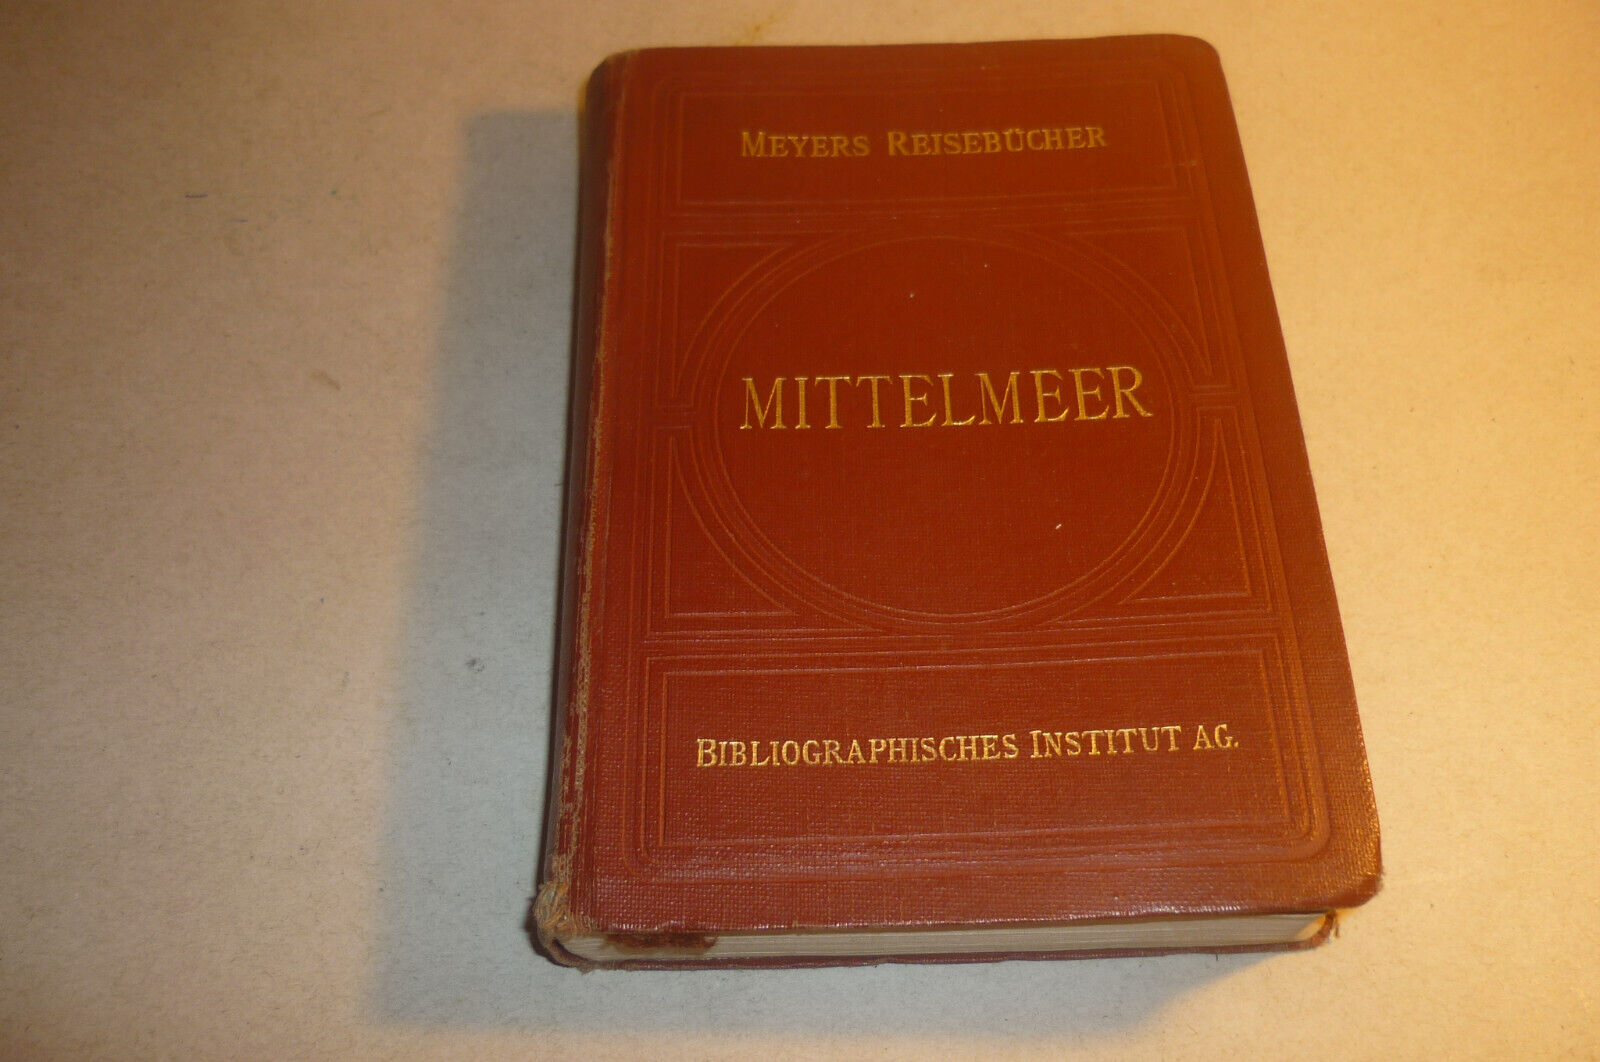 MEYERS REISEBÜCHER
MITTELMEER
BIBLIOGRAPHISCHES INSTITUT AG.